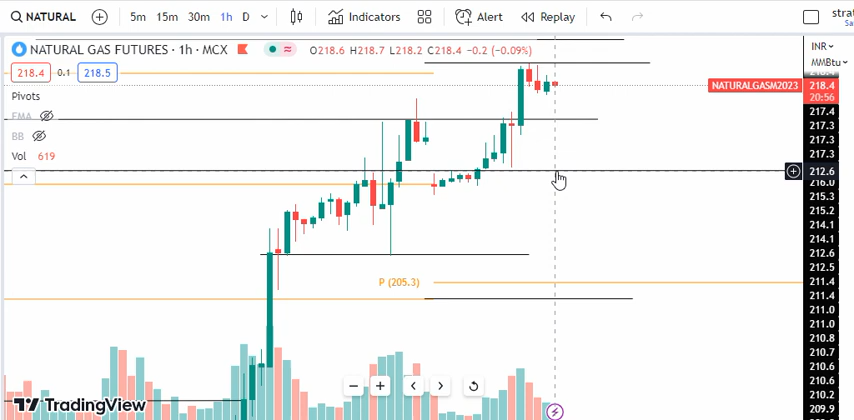 NATURAL 5m 15m 30m 1h D Indicators Alert Replay strat
NATURAL GAS FUTURES · 1h · MCX O218.6 H218.7 L218.2 C218.4 −0.2 (−0.09%) INR
MMBtu
218.4 0.1 218.5
NATURALGASM2023 218.4
20:56
Pivots
EMA
BB
Vol 619
217.4
217.3
217.3
217.3
212.6
216.0
215.3
215.2
214.1
214.1
212.6
212.5
211.4
P (205.3)
211.4
211.4
211.0
211.0
210.8
210.7
210.6
210.6
210.2
209.9
TradingView